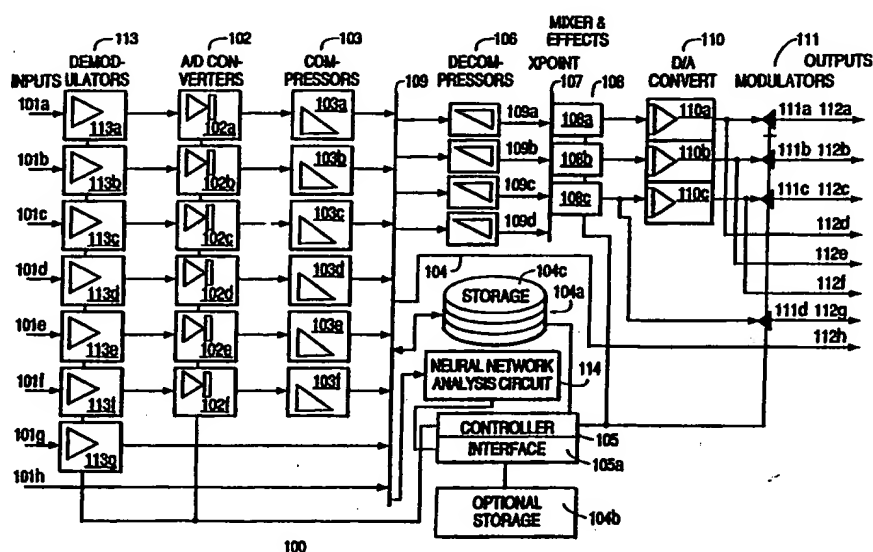 113
102
103
106
MIXER &
EFFECTS
110
111
DEMOD-
ULATORS
A/D CON-
VERTERS
COM-
PRESSORS
109
DECOM-
PRESSORS
XPOINT
107
108
D/A
CONVERT
MODULATORS
OUTPUTS
INPUTS
101a
113a
102a
103a
109a
108a
110a
111a
112a
101b
113b
102b
103b
109b
108b
110b
111b
112b
101c
113c
102c
103c
109c
108c
110c
111c
112c
109d
112d
101d
113d
102d
103d
104
104c
112e
STORAGE
104a
112f
111d
112g
101e
113e
102e
103e
112h
NEURAL NETWORK
ANALYSIS CIRCUIT
114
101f
113f
102f
103f
101g
113g
CONTROLLER
105
INTERFACE
105a
101h
OPTIONAL
STORAGE
104b
100